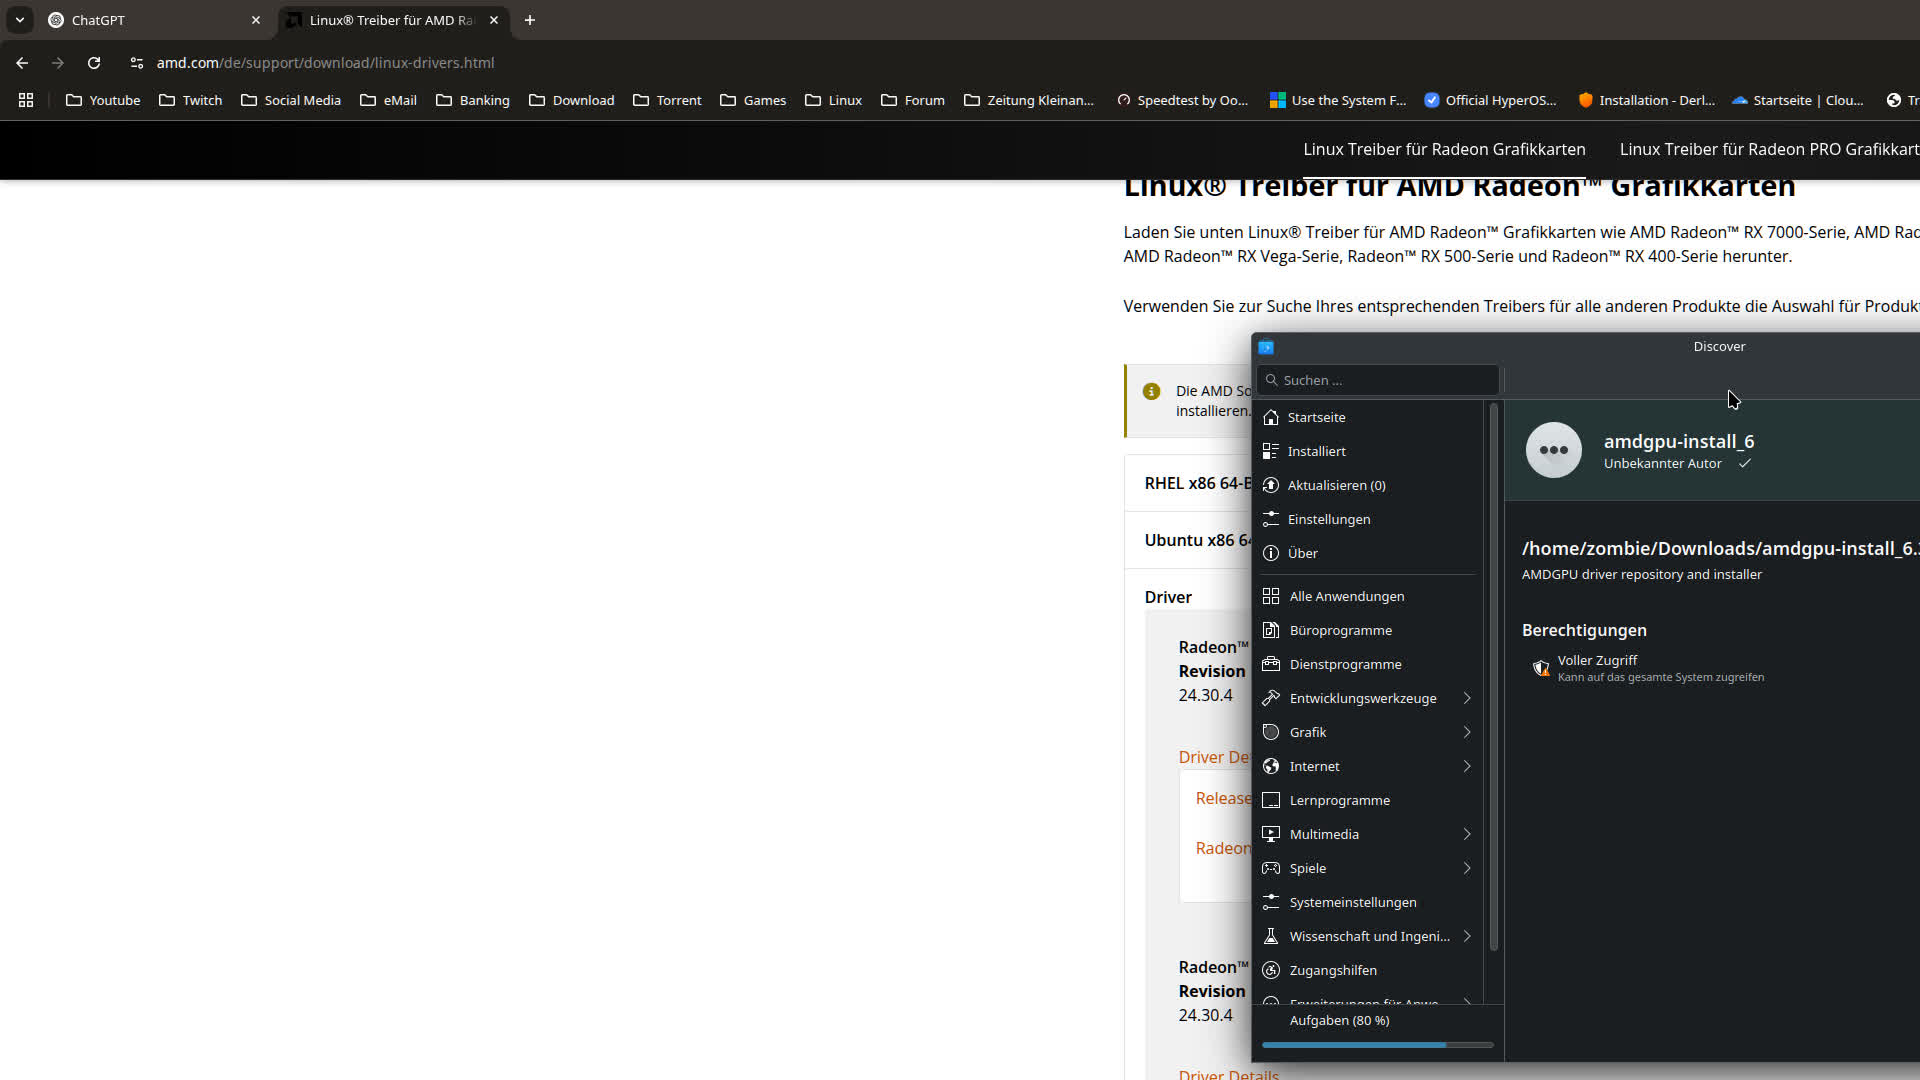 ChatGPT
Linux® Treiber für AMD Ra
amd.com/de/support/download/linux-drivers.html
Youtube
Twitch
Social Media
eMail
Banking
Download
Torrent
Games
Linux
Forum
Zeitung Kleinan...
Speedtest by Oo...
Use the System F...
Official HyperOS...
Installation - Derl...
Startseite | Clou...
Tr
Linux Treiber für Radeon Grafikkarten
Linux Treiber für Radeon PRO Grafikkart
Linux® Treiber für AMD Radeon™ Grafikkarten
Laden Sie unten Linux® Treiber für AMD Radeon™ Grafikkarten wie AMD Radeon™ RX 7000-Serie, AMD Rad
AMD Radeon™ RX Vega-Serie, Radeon™ RX 500-Serie und Radeon™ RX 400-Serie herunter.
Verwenden Sie zur Suche Ihres entsprechenden Treibers für alle anderen Produkte die Auswahl für Produkt
Die AMD So
installieren.
RHEL x86 64-B
Ubuntu x86 64
Driver
Radeon™
Revision
24.30.4
Driver De
Release
Radeon
Radeon™
Revision
24.30.4
Driver Details
Discover
Suchen ...
Startseite
Installiert
Aktualisieren (0)
Einstellungen
Über
Alle Anwendungen
Büroprogramme
Dienstprogramme
Entwicklungswerkzeuge
Grafik
Internet
Lernprogramme
Multimedia
Spiele
Systemeinstellungen
Wissenschaft und Ingeni...
Zugangshilfen
Erweiterungen für Anwe...
Aufgaben (80 %)
amdgpu-install_6
Unbekannter Autor
/home/zombie/Downloads/amdgpu-install_6.
AMDGPU driver repository and installer
Berechtigungen
Voller Zugriff
Kann auf das gesamte System zugreifen